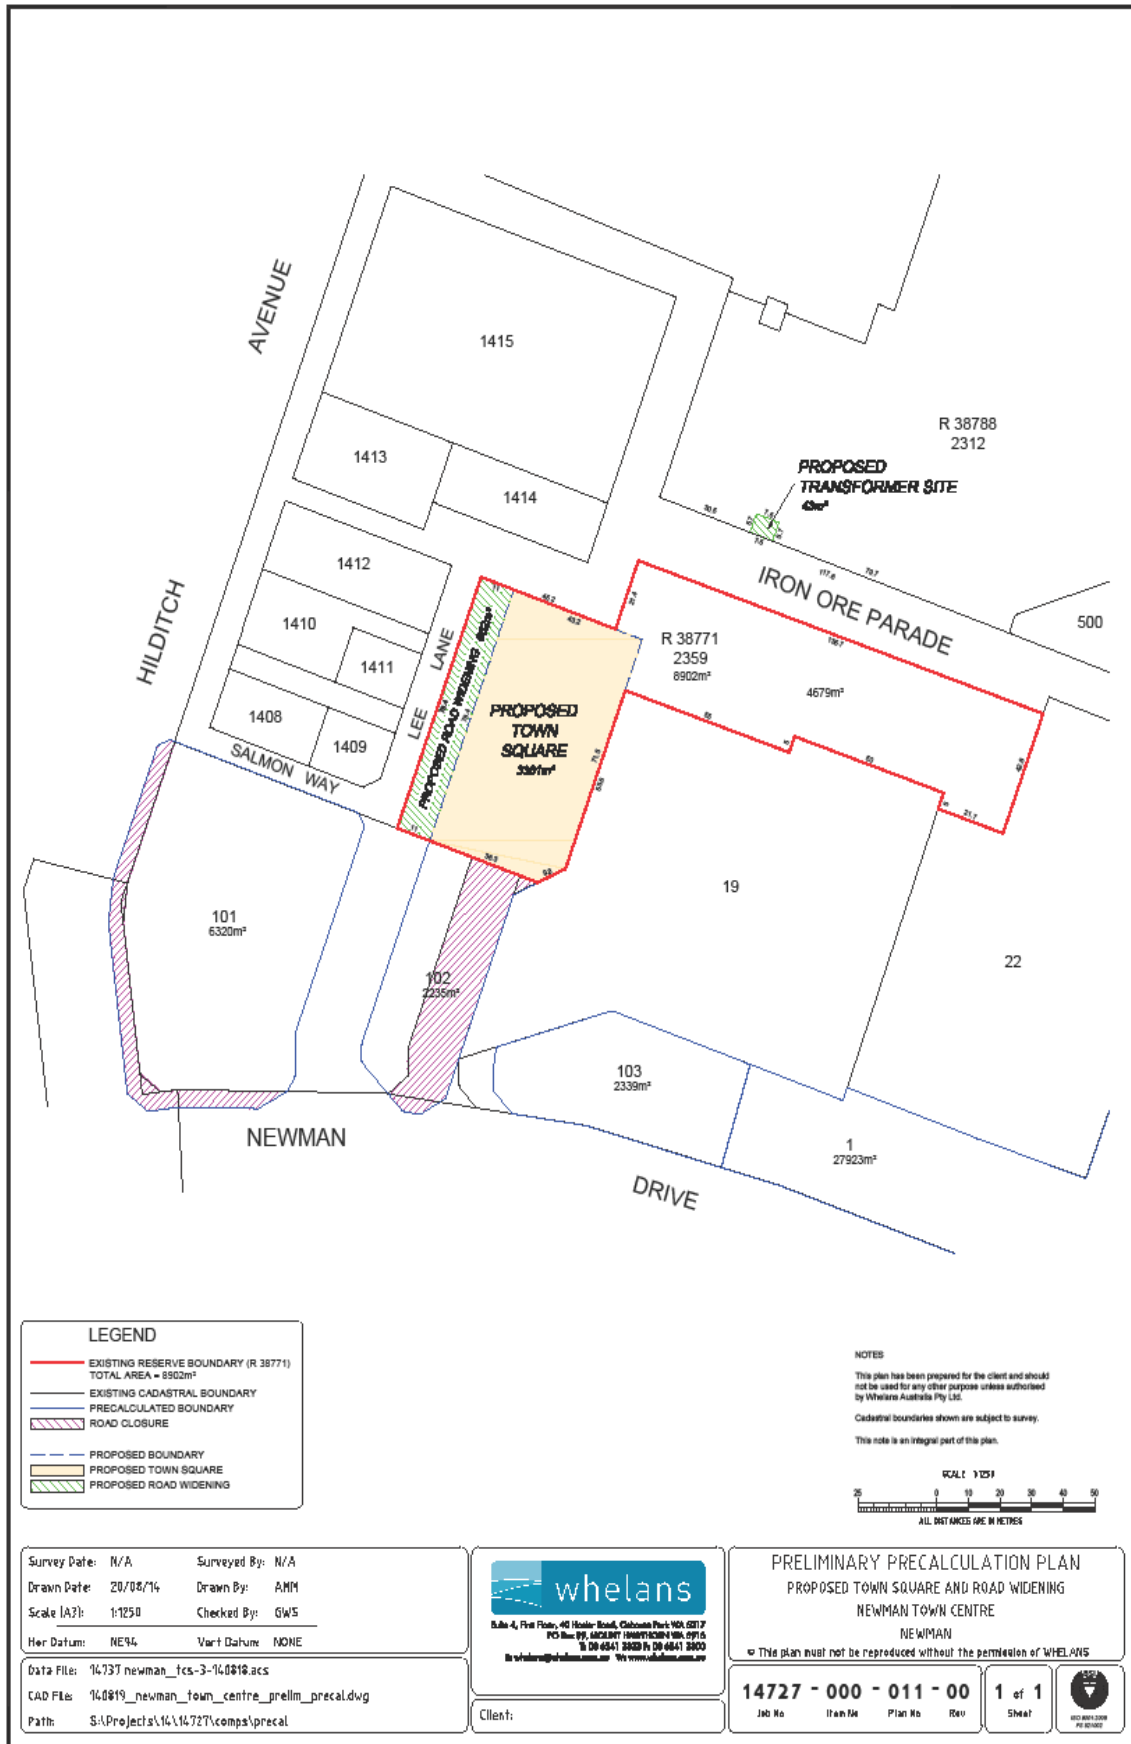 AVENUE
1415
1413
1414
R 38788
2312
PROPOSED
TRANSFORMER SITE
1412
IRON ORE PARADE
500
HILDITCH
1410
1411
LEE LANE
PROPOSED ROAD WIDENING
R 38771
2359
8902m²
4679m²
1408
1409
SALMON WAY
PROPOSED
TOWN
SQUARE
101
6320m²
19
22
102
2235m²
103
2339m²
1
27923m²
NEWMAN
DRIVE
LEGEND
EXISTING RESERVE BOUNDARY (R 38771)
TOTAL AREA = 8902m²
EXISTING CADASTRAL BOUNDARY
PRECALCULATED BOUNDARY
ROAD CLOSURE
PROPOSED BOUNDARY
PROPOSED TOWN SQUARE
PROPOSED ROAD WIDENING
NOTES
This plan has been prepared for the client and should
not be used for any other purpose unless authorised
by Whelans Australia Pty Ltd.
Cadastral boundaries shown are subject to survey.
This note is an integral part of this plan.
SCALE 1:1250
25 0 10 20 30 40 50
ALL DISTANCES ARE IN METRES
Survey Date: N/A Surveyed By: N/A
Drawn Date: 20/08/14 Drawn By: AMM
Scale (A3): 1:1250 Checked By: GWS
Hor Datum: NE94 Vert Datum: NONE
Data File: 14737 newman_tcs-3-140818.acs
CAD File: 140819_newman_town_centre_prelim_precal.dwg
Path: S:\Projects\14\14727\comps\precal
whelans
Client:
PRELIMINARY PRECALCULATION PLAN
PROPOSED TOWN SQUARE AND ROAD WIDENING
NEWMAN TOWN CENTRE
NEWMAN
© This plan must not be reproduced without the permission of WHELANS
14727 - 000 - 011 - 00
Job No Item No Plan No Rev
1 of 1
Sheet